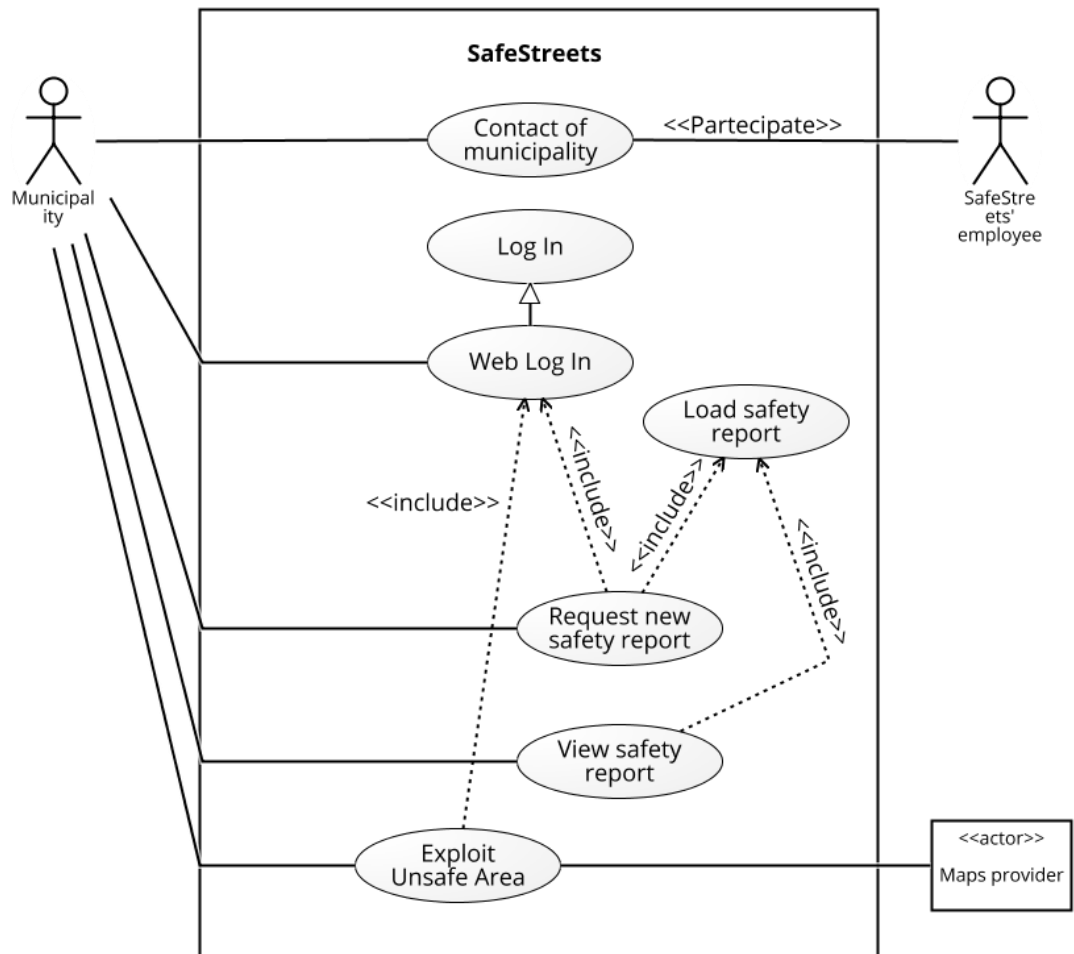 SafeStreets
Contact of
municipality
<<Partecipate>>
Municipal
ity
SafeStre
ets'
employee
Log In
Web Log In
Load safety
report
<<include>>
<<include>>
<<include>>
<<include>>
Request new
safety report
View safety
report
Exploit
Unsafe Area
<<actor>>
Maps provider